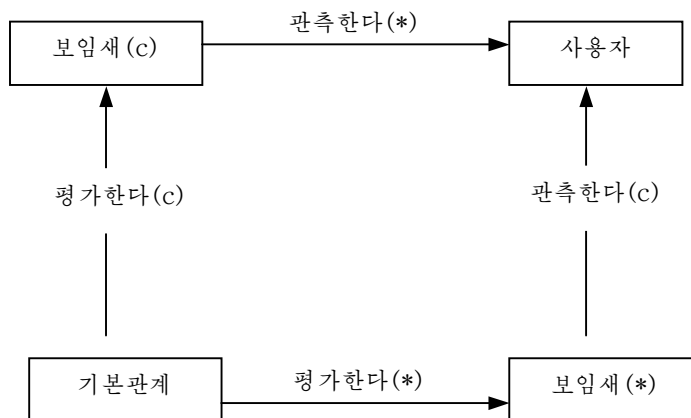 관측한다(*)
보임새(c)
사용자
평가한다(c)
관측한다(c)
기본관계
평가한다(*)
보임새(*)